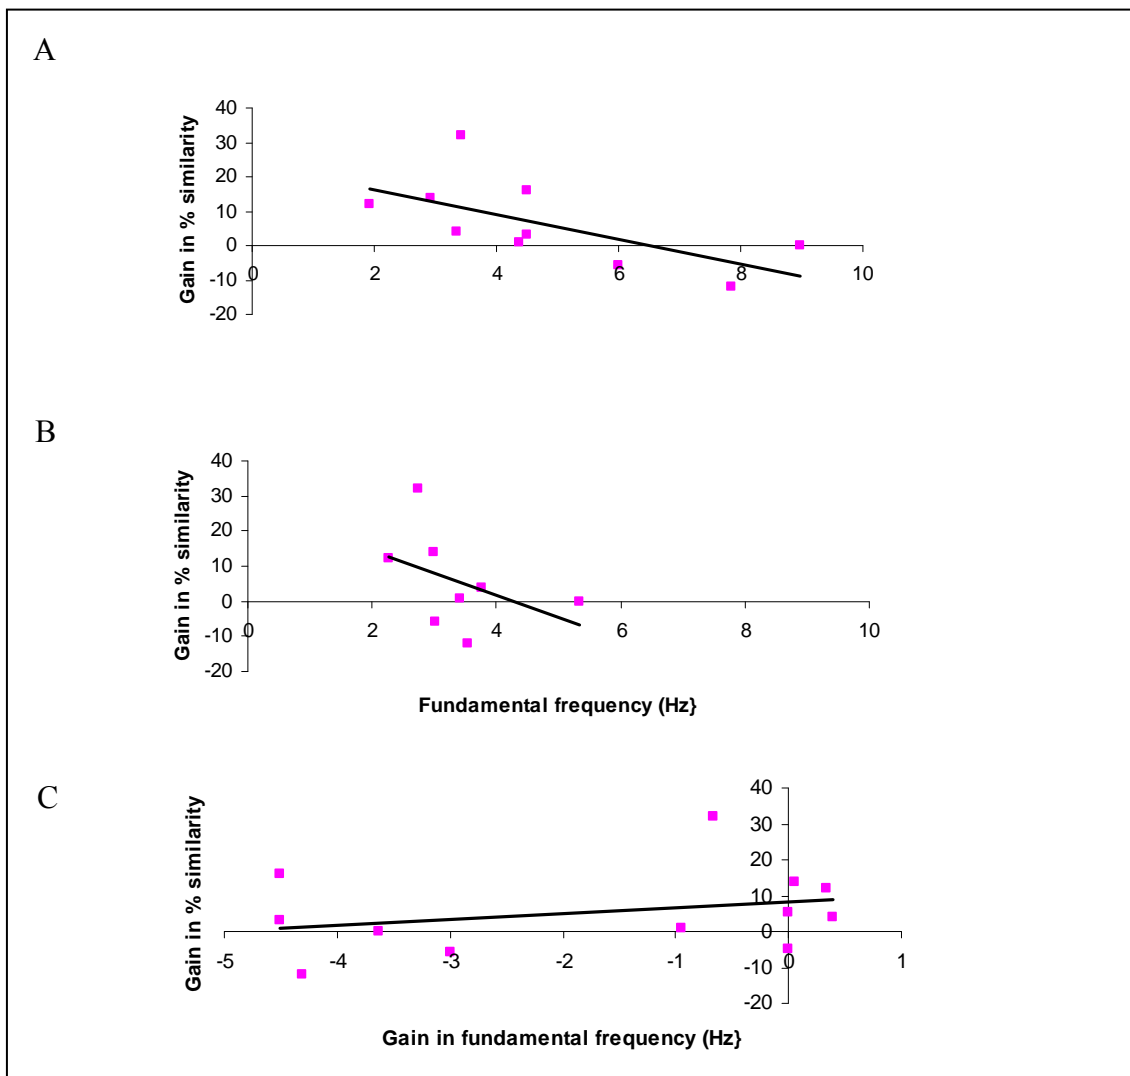 A
Gain in % similarity
40
30
20
10
0
-10
-20
0 2 4 6 8 10
B
Gain in % similarity
40
30
20
10
0
-10
-20
0 2 4 6 8 10
Fundamental frequency (Hz}
C
Gain in % similarity
40
30
20
10
0
-10
-20
-5 -4 -3 -2 -1 0 1
Gain in fundamental frequency (Hz}